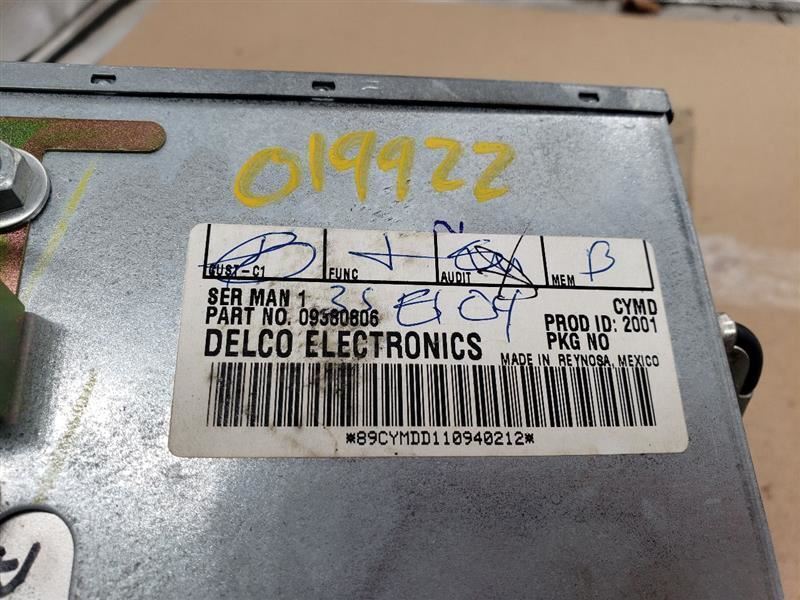 019922
CUST-C1 FUNC AUDIT MEM B
SER MAN 1 35 CYMD
PART NO. 09380806 PROD ID: 2001
DELCO ELECTRONICS PKG NO
MADE IN REYNOSA, MEXICO
*89CYMDD110940212*